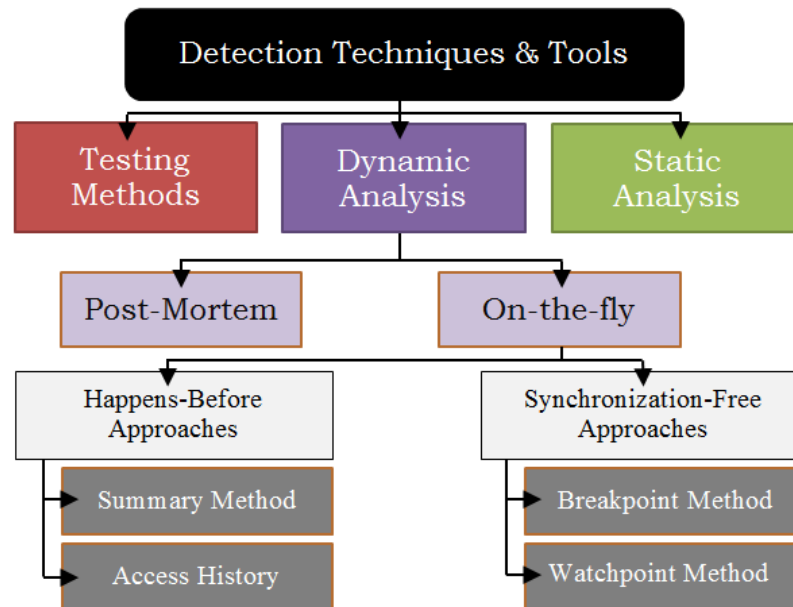 Detection Techniques & Tools
Testing
Methods
Dynamic
Analysis
Static
Analysis
Post-Mortem
On-the-fly
Happens-Before
Approaches
Synchronization-Free
Approaches
Summary Method
Access History
Breakpoint Method
Watchpoint Method